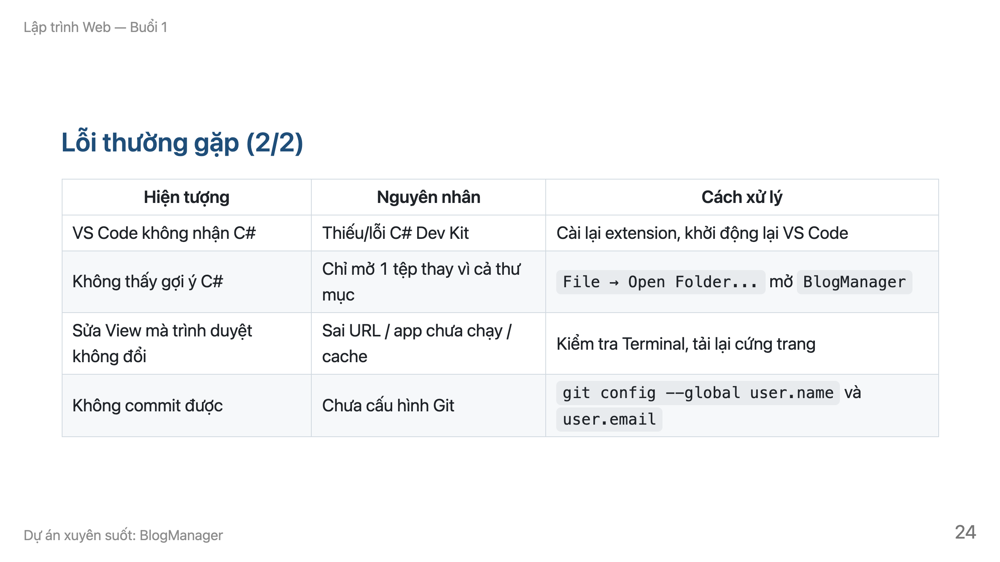 Lập trình Web — Buổi 1
Lỗi thường gặp (2/2)
Hiện tượng
Nguyên nhân
Cách xử lý
VS Code không nhận C#
Thiếu/lỗi C# Dev Kit
Cài lại extension, khởi động lại VS Code
Không thấy gợi ý C#
Chỉ mở 1 tệp thay vì cả thư
mục
File → Open Folder... mở BlogManager
Sửa View mà trình duyệt
không đổi
Sai URL / app chưa chạy /
cache
Kiểm tra Terminal, tải lại cứng trang
Không commit được
Chưa cấu hình Git
git config --global user.name và
user.email
Dự án xuyên suốt: BlogManager
24